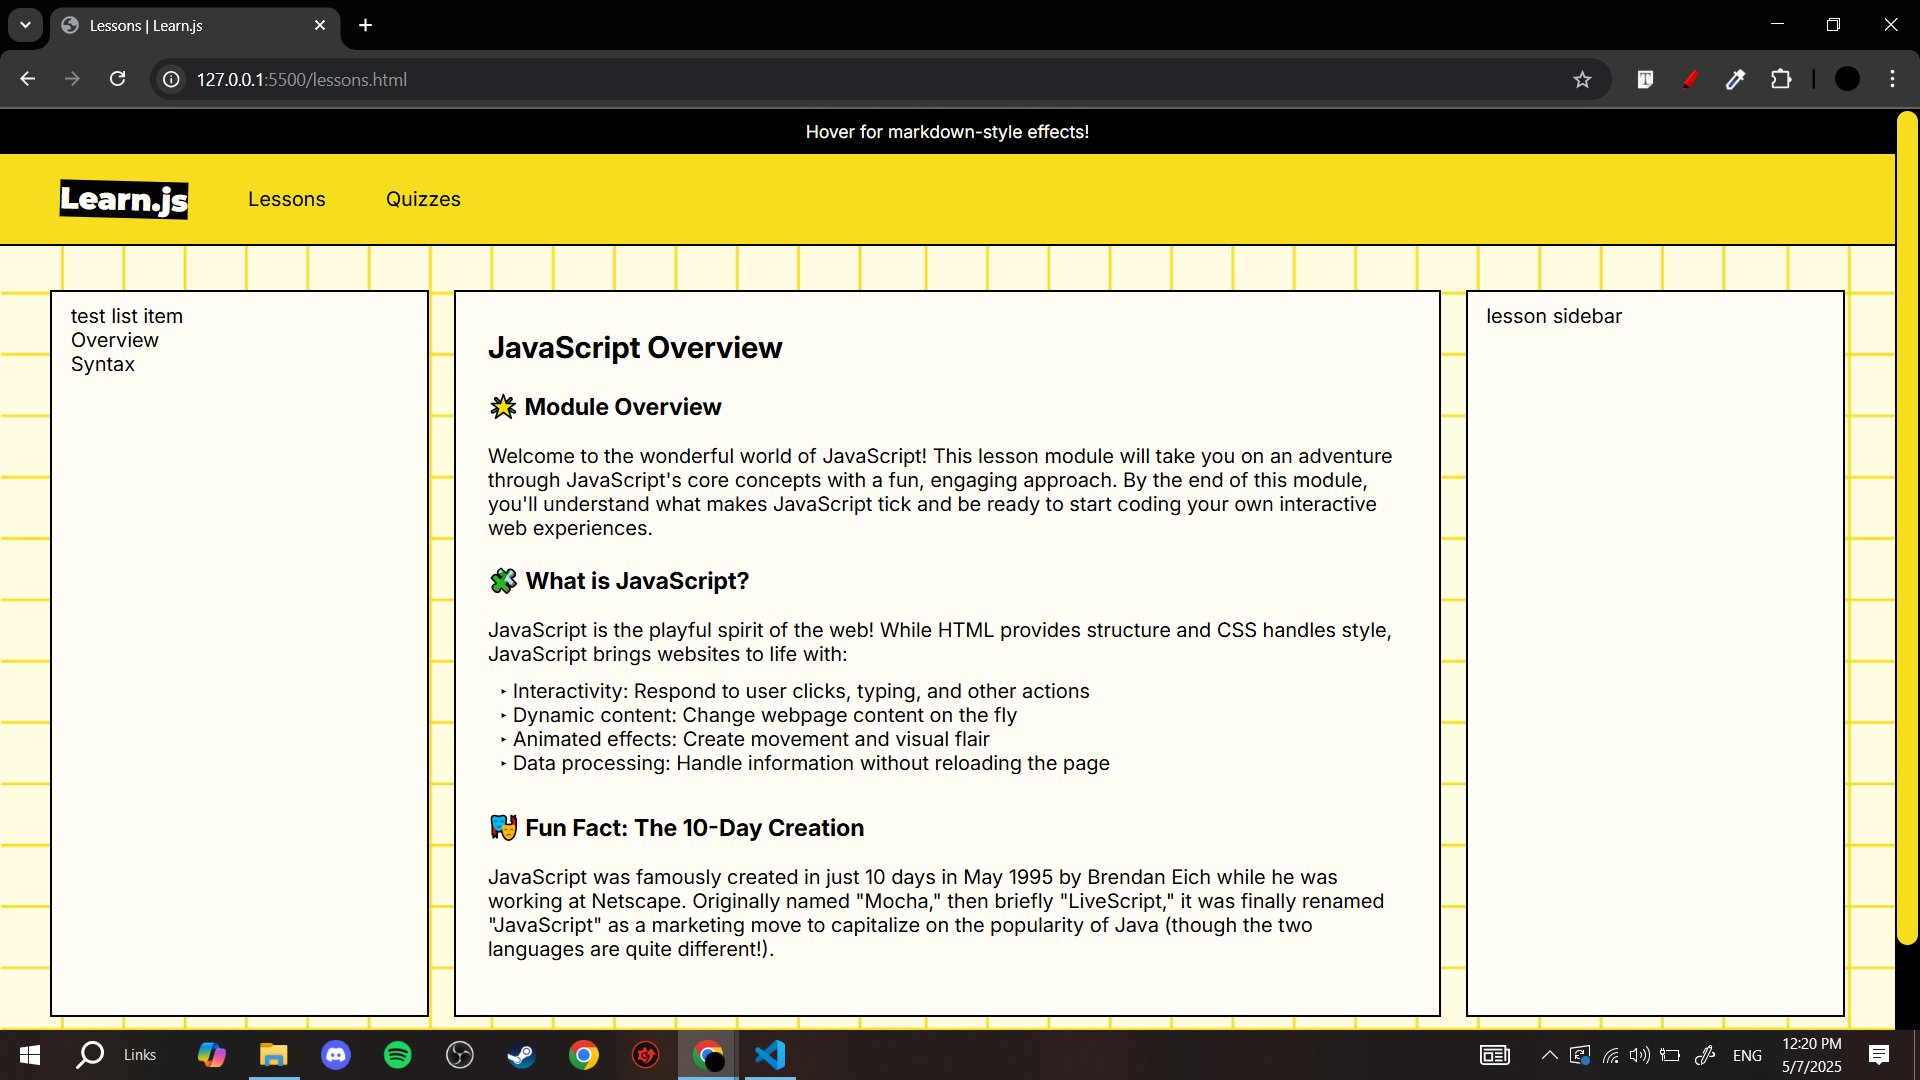 Lessons | Learn.js
127.0.0.1:5500/lessons.html
Hover for markdown-style effects!
Learn.js
Lessons
Quizzes
test list item
Overview
Syntax
JavaScript Overview
🌟 Module Overview
Welcome to the wonderful world of JavaScript! This lesson module will take you on an adventure
through JavaScript's core concepts with a fun, engaging approach. By the end of this module,
you'll understand what makes JavaScript tick and be ready to start coding your own interactive
web experiences.
🧩 What is JavaScript?
JavaScript is the playful spirit of the web! While HTML provides structure and CSS handles style,
JavaScript brings websites to life with:
‣ Interactivity: Respond to user clicks, typing, and other actions
‣ Dynamic content: Change webpage content on the fly
‣ Animated effects: Create movement and visual flair
‣ Data processing: Handle information without reloading the page
🎭 Fun Fact: The 10-Day Creation
JavaScript was famously created in just 10 days in May 1995 by Brendan Eich while he was
working at Netscape. Originally named "Mocha," then briefly "LiveScript," it was finally renamed
"JavaScript" as a marketing move to capitalize on the popularity of Java (though the two
languages are quite different!).
lesson sidebar
Links
ENG
12:20 PM
5/7/2025